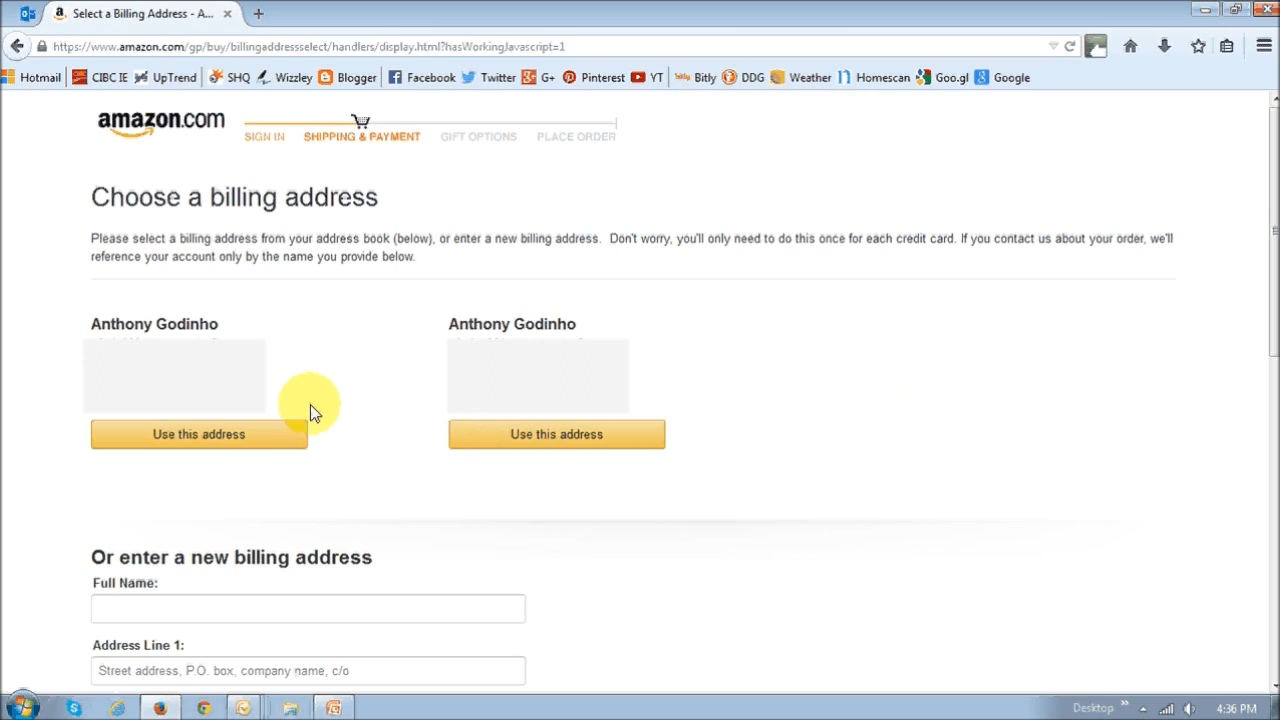 Select a Billing Address - A...
https://www.amazon.com/gp/buy/billingaddressselect/handlers/display.html?hasWorkingJavascript=1
Hotmail CIBC IE UpTrend SHQ Wizzley Blogger Facebook Twitter G+ Pinterest YT Bitly DDG Weather Homescan Goo.gl Google
amazon.com
SIGN IN SHIPPING & PAYMENT GIFT OPTIONS PLACE ORDER
Choose a billing address
Please select a billing address from your address book (below), or enter a new billing address. Don't worry, you'll only need to do this once for each credit card. If you contact us about your order, we'll
reference your account only by the name you provide below.
Anthony Godinho Anthony Godinho
Use this address Use this address
Or enter a new billing address
Full Name:
Address Line 1:
Street address, P.O. box, company name, c/o
Desktop 4:36 PM